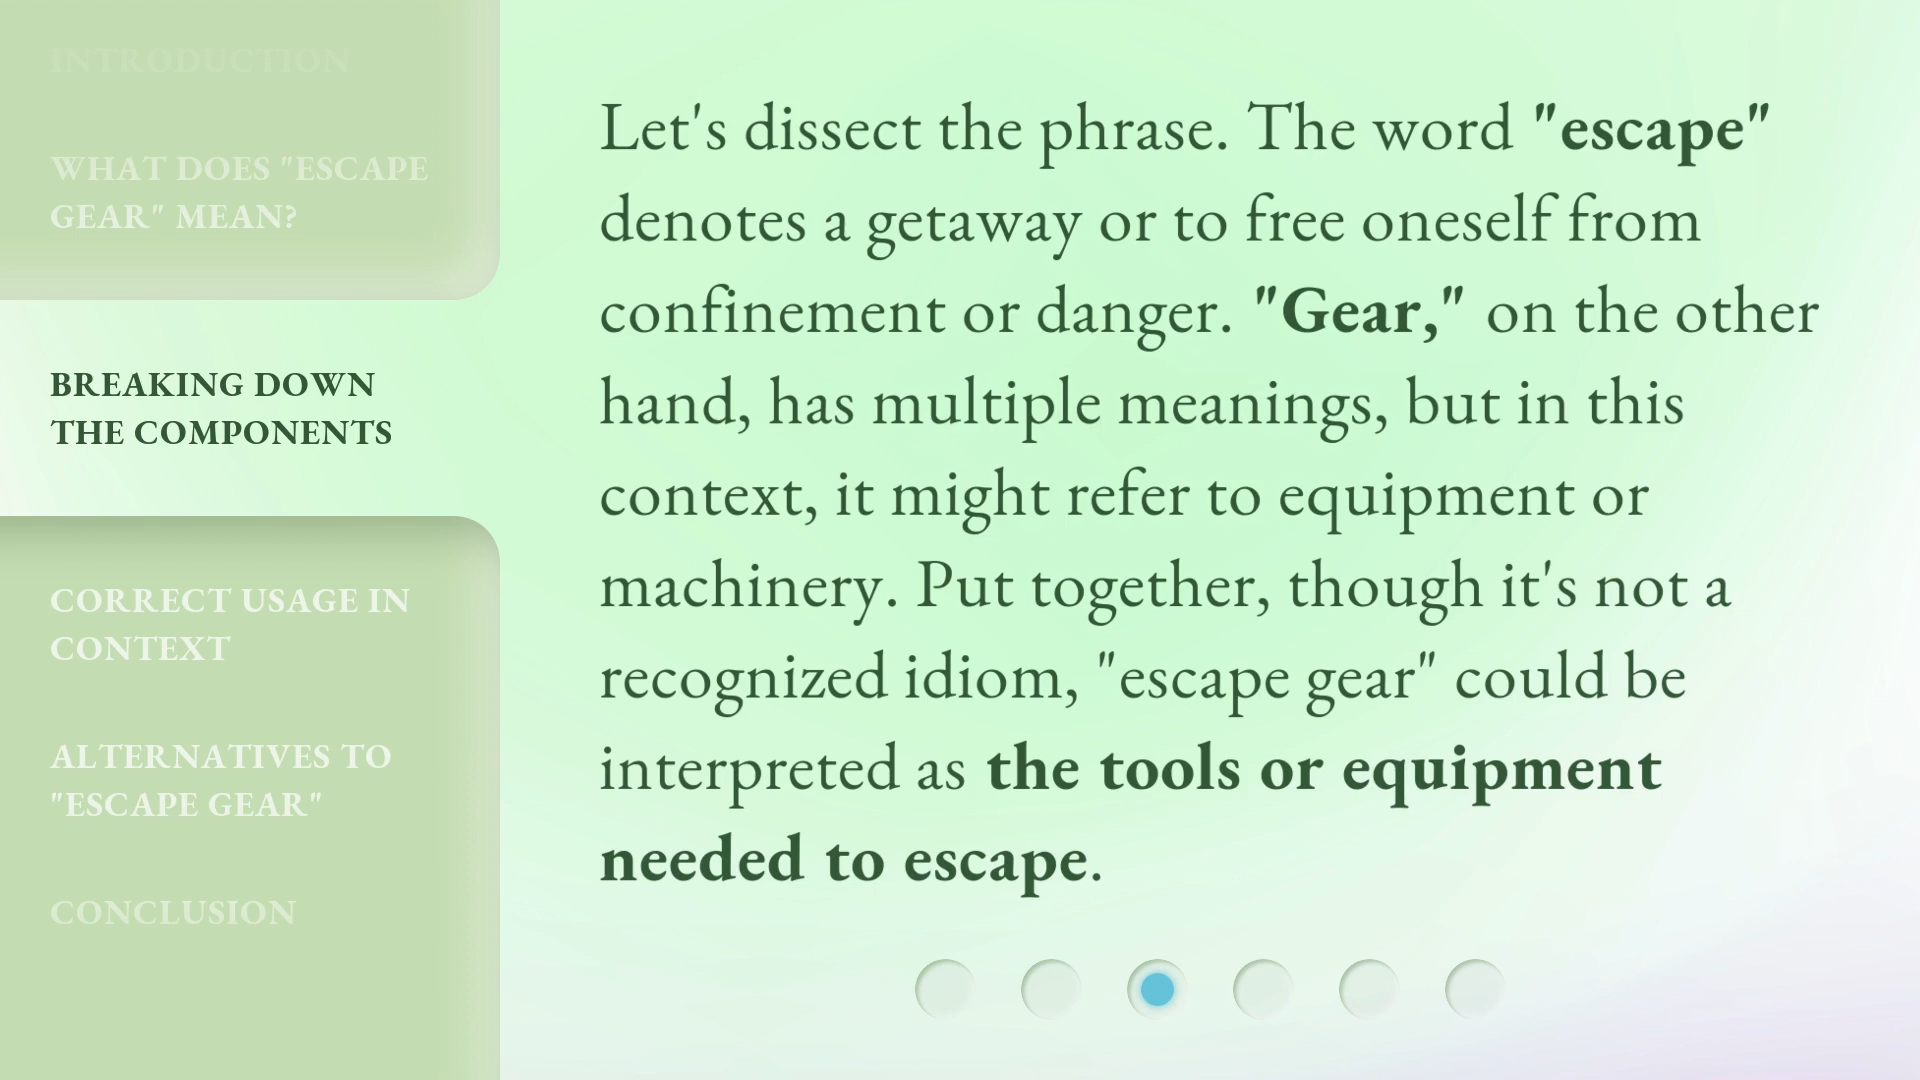 INTRODUCTION
WHAT DOES "ESCAPE
GEAR" MEAN?
BREAKING DOWN
THE COMPONENTS
CORRECT USAGE IN
CONTEXT
ALTERNATIVES TO
"ESCAPE GEAR"
CONCLUSION
Let's dissect the phrase. The word "escape"
denotes a getaway or to free oneself from
confinement or danger. "Gear," on the other
hand, has multiple meanings, but in this
context, it might refer to equipment or
machinery. Put together, though it's not a
recognized idiom, "escape gear" could be
interpreted as the tools or equipment
needed to escape.